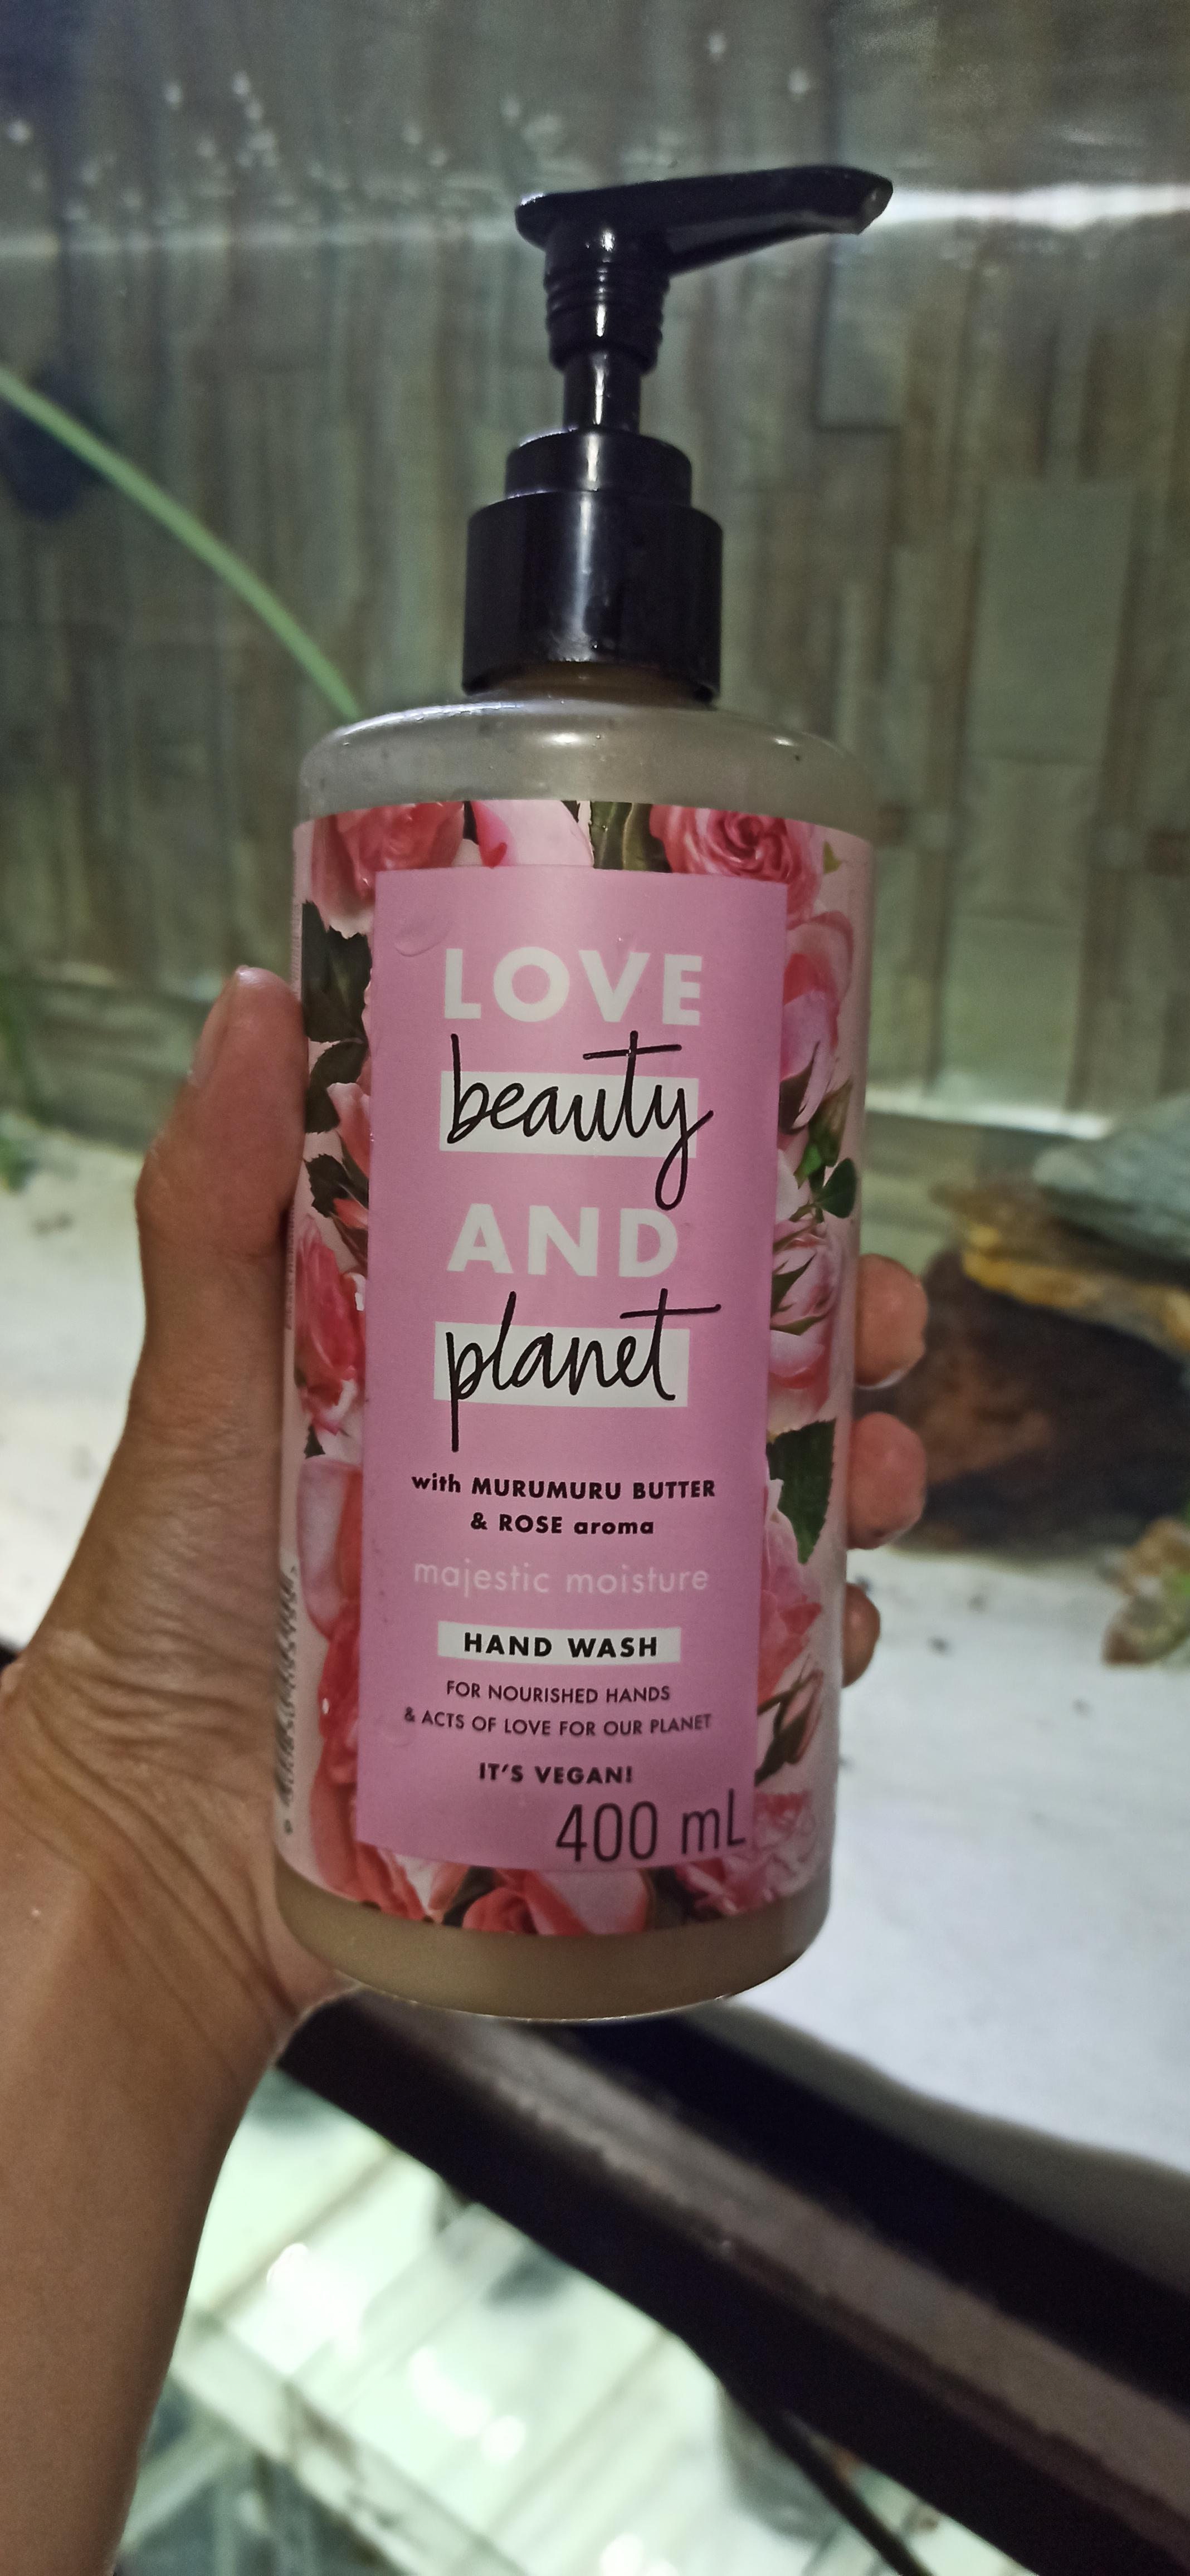 LOVE
beauty
AND
planet
with MURUMURU BUTTER
& ROSE aroma
majestic moisture
HAND WASH
FOR NOURISHED HANDS
& ACTS OF LOVE FOR OUR PLANET
IT'S VEGAN!
400 mL